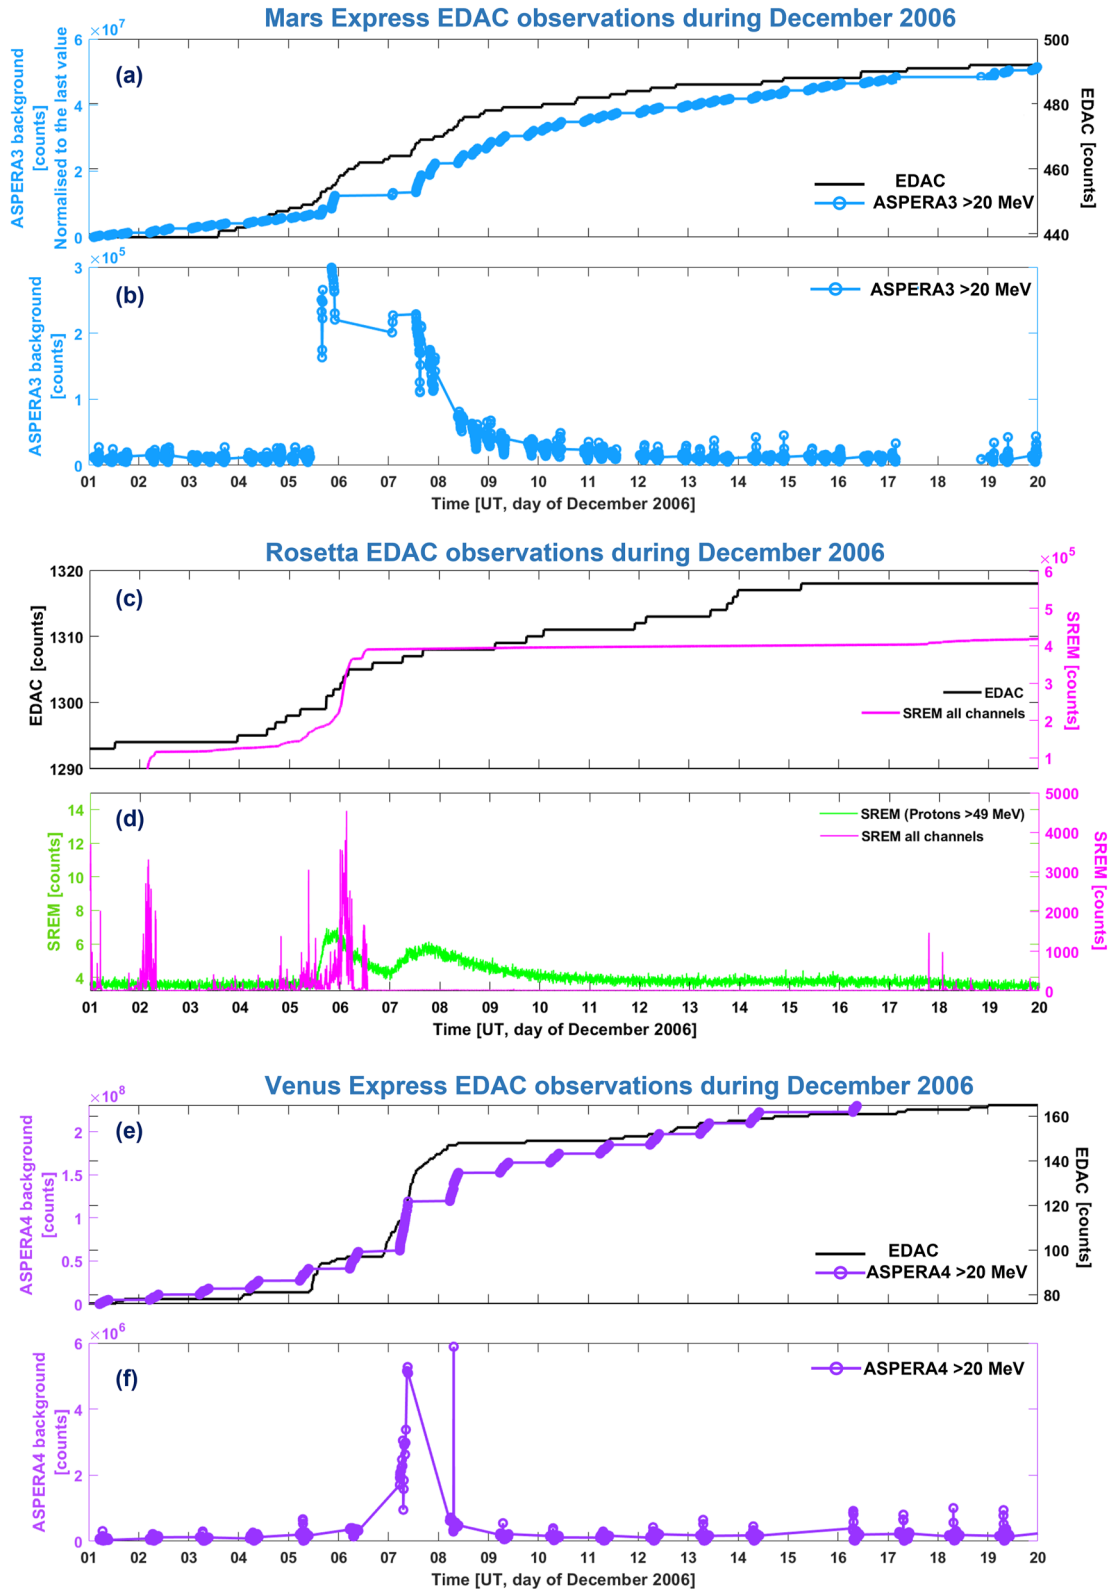 Mars Express EDAC observations during December 2006
×10⁷
(a)
ASPERA3 background
[counts]
Normalised to the last value
6
4
2
0
500
480
460
440
EDAC [counts]
EDAC
ASPERA3 >20 MeV
×10⁵
(b)
ASPERA3 background
[counts]
3
2
1
0
ASPERA3 >20 MeV
01 02 03 04 05 06 07 08 09 10 11 12 13 14 15 16 17 18 19 20
Time [UT, day of December 2006]
Rosetta EDAC observations during December 2006
(c)
EDAC [counts]
1320
1310
1300
1290
×10⁵
6
5
4
3
2
1
SREM [counts]
EDAC
SREM all channels
(d)
SREM [counts]
14
12
10
8
6
4
5000
4000
3000
2000
1000
0
SREM [counts]
SREM (Protons >49 MeV)
SREM all channels
01 02 03 04 05 06 07 08 09 10 11 12 13 14 15 16 17 18 19 20
Time [UT, day of December 2006]
Venus Express EDAC observations during December 2006
×10⁸
(e)
ASPERA4 background
[counts]
2
1.5
1
0.5
0
160
140
120
100
80
EDAC [counts]
EDAC
ASPERA4 >20 MeV
×10⁶
(f)
ASPERA4 background
[counts]
6
4
2
0
ASPERA4 >20 MeV
01 02 03 04 05 06 07 08 09 10 11 12 13 14 15 16 17 18 19 20
Time [UT, day of December 2006]